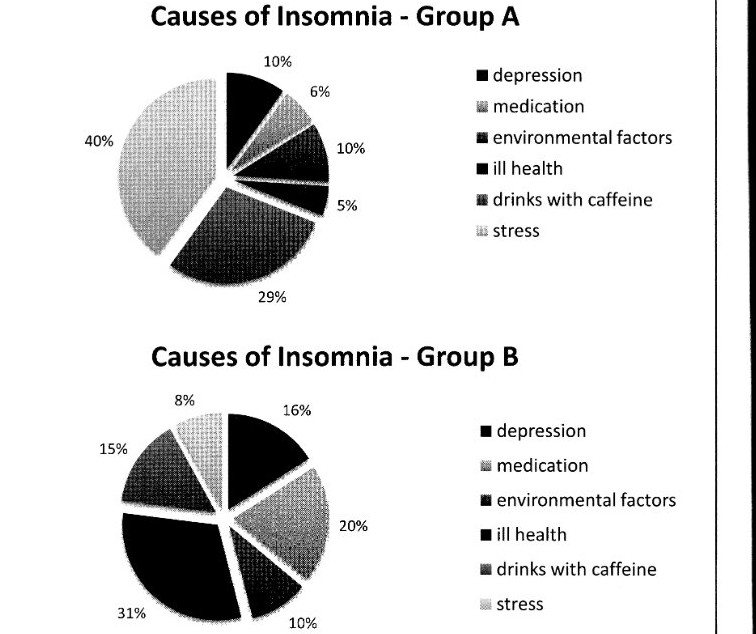 Causes of Insomnia - Group A
10%
6%
40%
10%
5%
29%
depression
medication
environmental factors
ill health
drinks with caffeine
stress
Causes of Insomnia - Group B
8%
16%
15%
20%
31%
10%
depression
medication
environmental factors
ill health
drinks with caffeine
stress